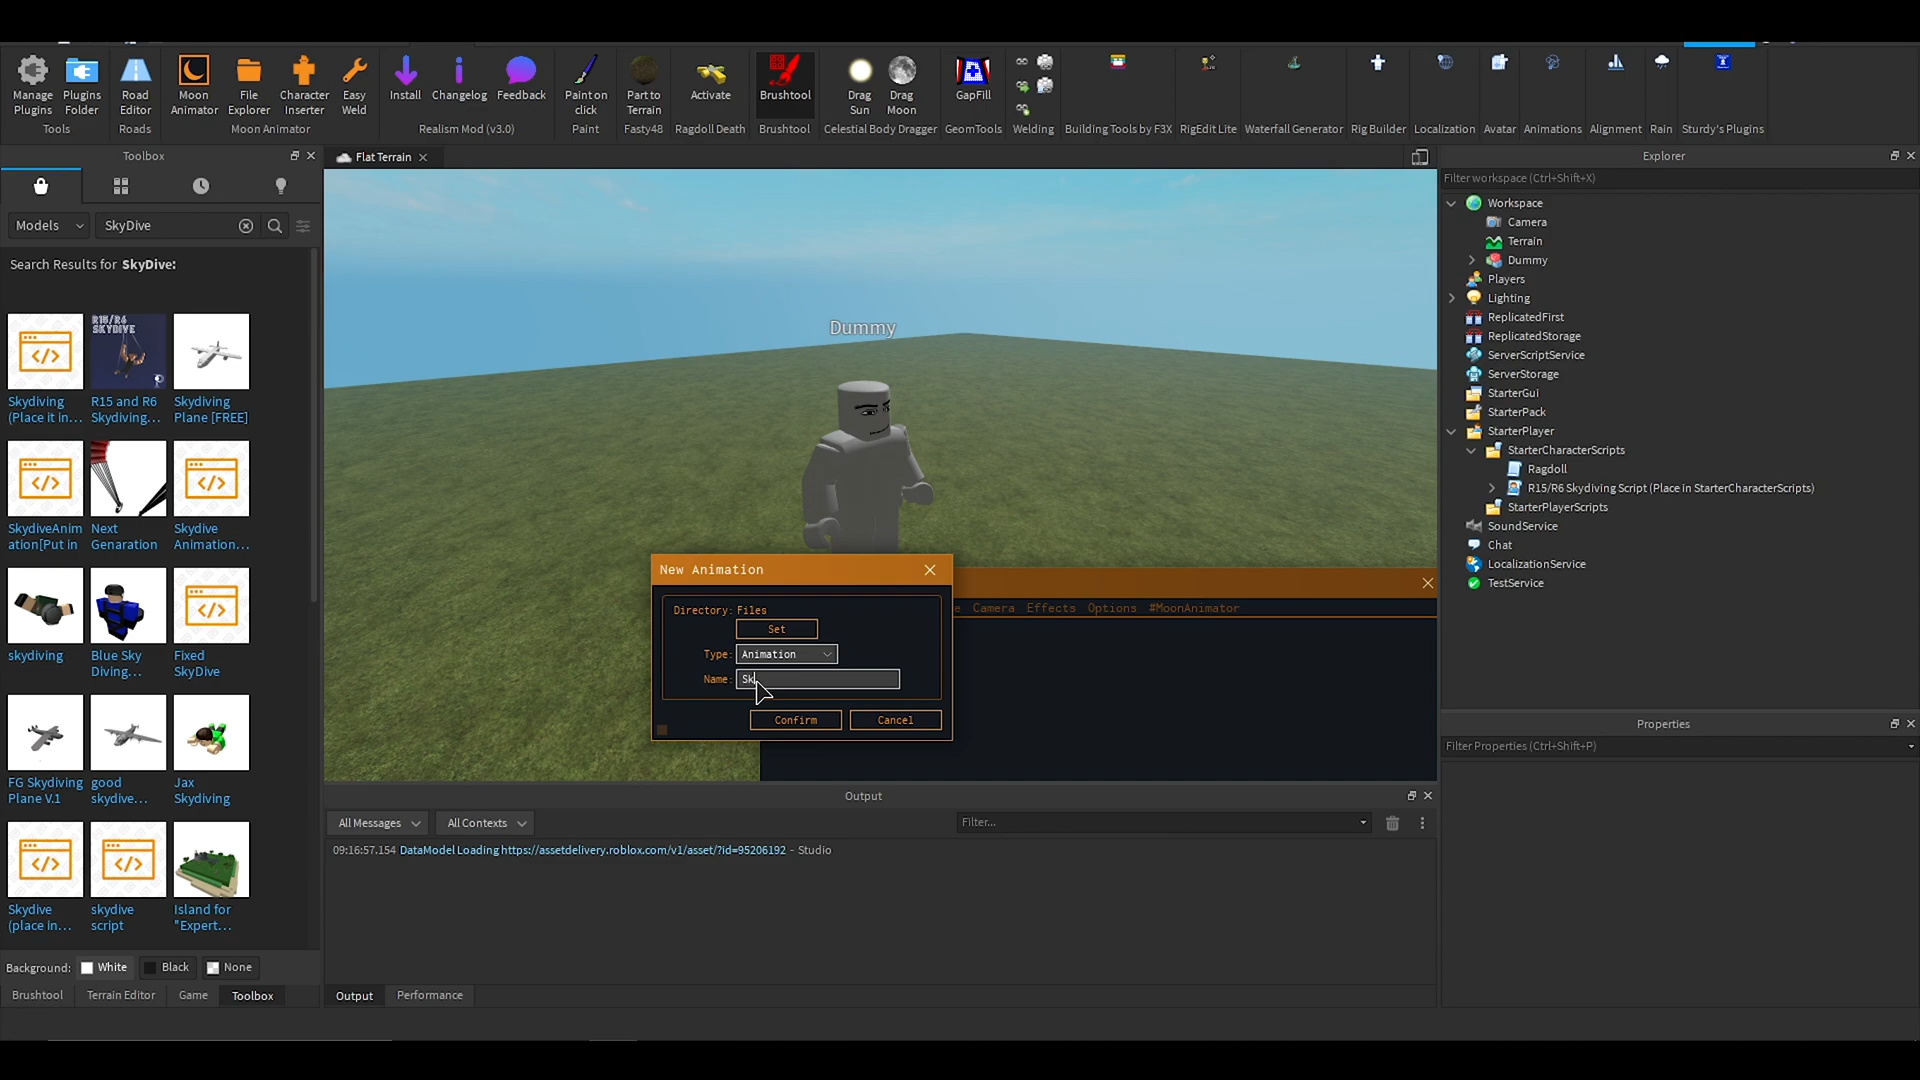 Manage
Plugins
Plugins
Folder
Tools
Road
Editor
Roads
Moon
Animator
File
Explorer
Character
Inserter
Easy
Weld
Moon Animator
Install
Changelog
Feedback
Realism Mod (v3.0)
Paint on
click
Paint
Part to
Terrain
Fasty48
Activate
Ragdoll Death
Brushtool
Brushtool
Drag
Sun
Drag
Moon
Celestial Body Dragger
GapFill
GeomTools
Welding
Building Tools by F3X
RigEdit Lite
Waterfall Generator
Rig Builder
Localization
Avatar
Animations
Alignment
Rain
Sturdy's Plugins
Toolbox
Models
SkyDive
Search Results for SkyDive:
R15/R6
SKYDIVE
Skydiving
(Place it in...
R15 and R6
Skydiving...
Skydiving
Plane [FREE]
SkydiveAnim
ation[Put in
Next
Genaration
Skydive
Animation...
skydiving
Blue Sky
Diving...
Fixed
SkyDive
FG Skydiving
Plane V.1
good
skydive...
Jax
Skydiving
Skydive
(place in...
skydive
script
Island for
"Expert...
Background:
White
Black
None
Brushtool
Terrain Editor
Game
Toolbox
Flat Terrain
Dummy
New Animation
Directory: Files
Set
Type: Animation
Name: Sk
Confirm
Cancel
Camera Effects Options #MoonAnimator
Output
All Messages
All Contexts
Filter...
09:16:57.154 DataModel Loading https://assetdelivery.roblox.com/v1/asset/?id=95206192 - Studio
Output
Performance
Explorer
Filter workspace (Ctrl+Shift+X)
Workspace
Camera
Terrain
Dummy
Players
Lighting
ReplicatedFirst
ReplicatedStorage
ServerScriptService
ServerStorage
StarterGui
StarterPack
StarterPlayer
StarterCharacterScripts
Ragdoll
R15/R6 Skydiving Script (Place in StarterCharacterScripts)
StarterPlayerScripts
SoundService
Chat
LocalizationService
TestService
Properties
Filter Properties (Ctrl+Shift+P)